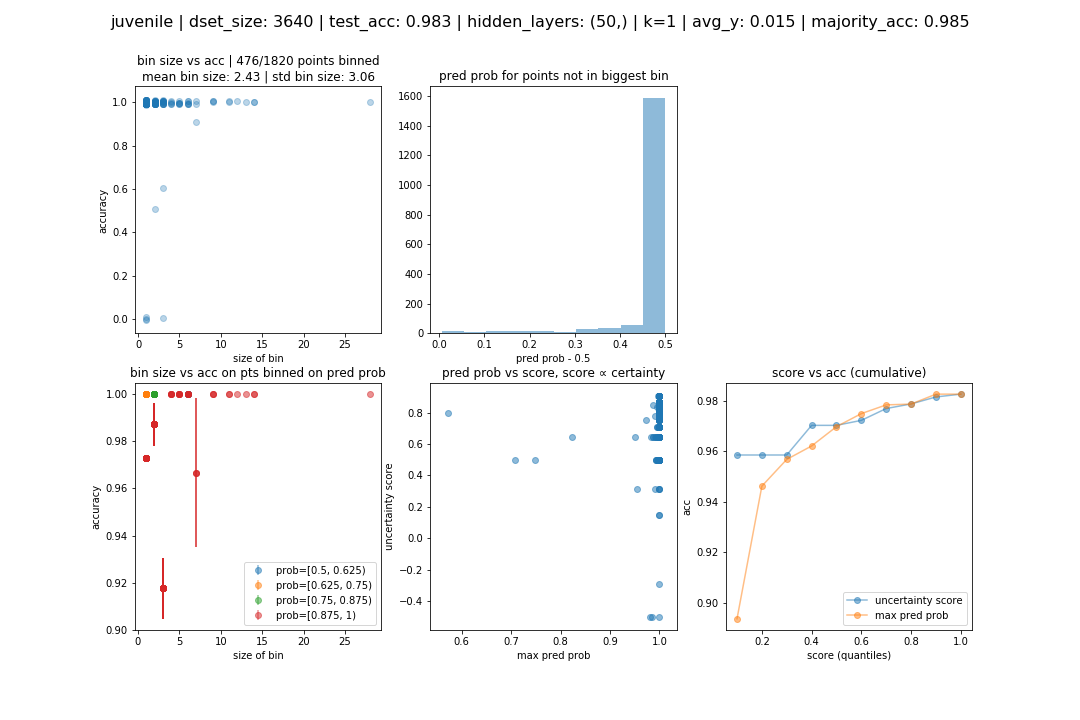 juvenile | dset_size: 3640 | test_acc: 0.983 | hidden_layers: (50,) | k=1 | avg_y: 0.015 | majority_acc: 0.985
bin size vs acc | 476/1820 points binned
mean bin size: 2.43 | std bin size: 3.06
1.0
0.8
0.6
0.4
0.2
0.0
accuracy
0
5
10
15
20
25
size of bin
pred prob for points not in biggest bin
1600
1400
1200
1000
800
600
400
200
0
0.0
0.1
0.2
0.3
0.4
0.5
pred prob - 0.5
bin size vs acc on pts binned on pred prob
1.00
0.98
0.96
0.94
0.92
0.90
accuracy
0
5
10
15
20
25
size of bin
prob=[0.5, 0.625)
prob=[0.625, 0.75)
prob=[0.75, 0.875)
prob=[0.875, 1)
pred prob vs score, score ∝ certainty
0.8
0.6
0.4
0.2
0.0
−0.2
−0.4
uncertainty score
0.6
0.7
0.8
0.9
1.0
max pred prob
score vs acc (cumulative)
0.98
0.96
0.94
0.92
0.90
acc
0.2
0.4
0.6
0.8
1.0
score (quantiles)
uncertainty score
max pred prob